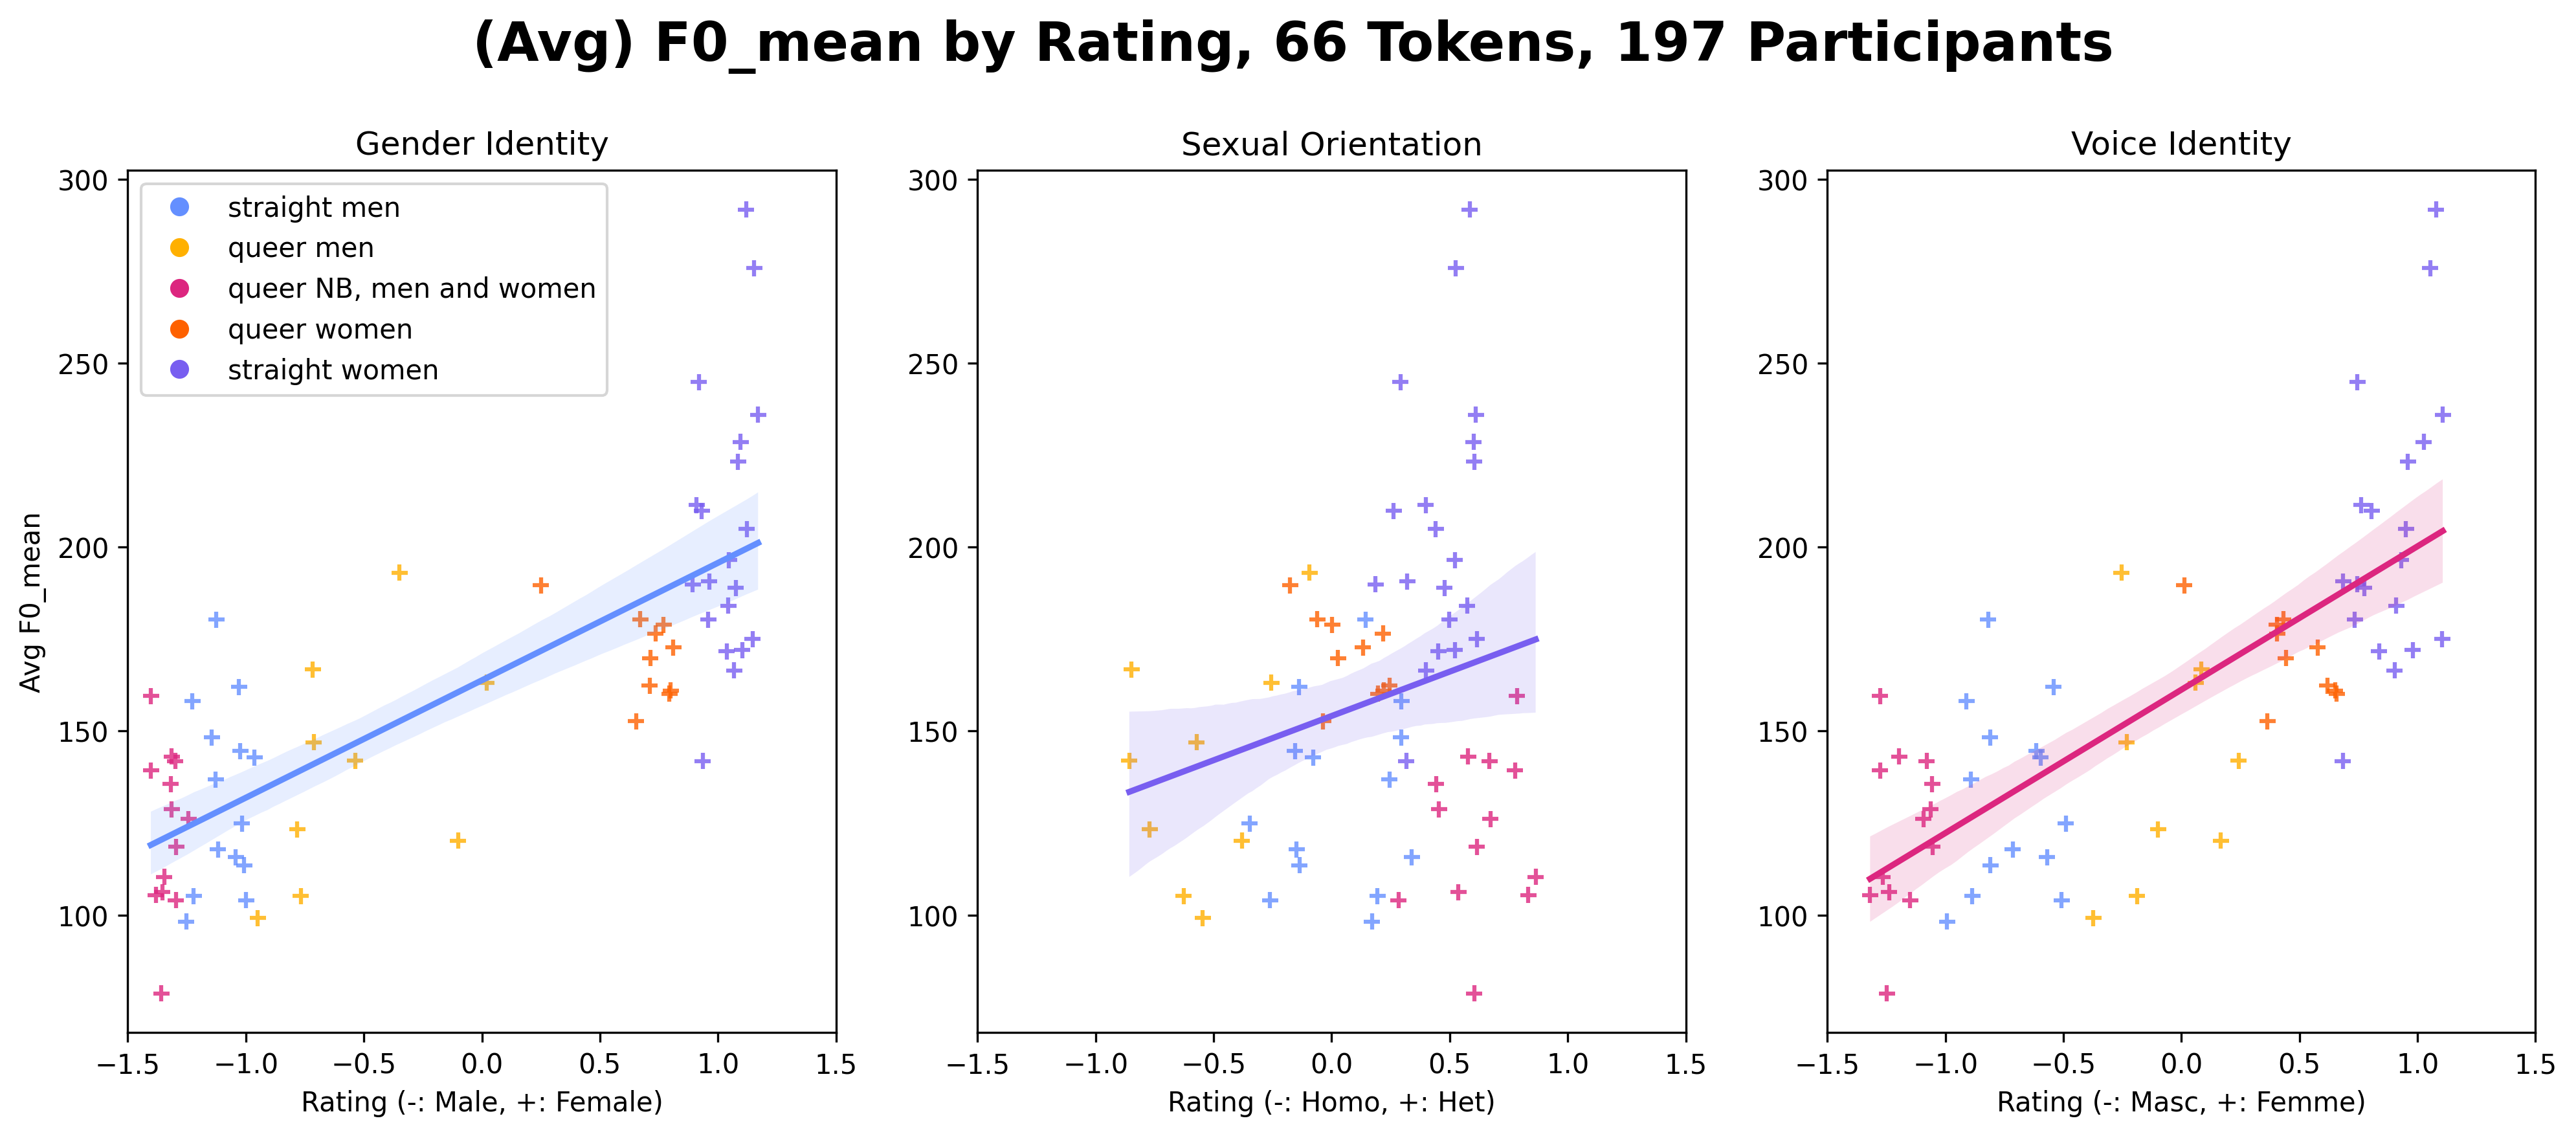 (Avg) F0_mean by Rating, 66 Tokens, 197 Participants
Gender Identity
300
250
200
150
100
Avg F0_mean
straight men
queer men
queer NB, men and women
queer women
straight women
−1.5 −1.0 −0.5 0.0 0.5 1.0 1.5
Rating (-: Male, +: Female)
Sexual Orientation
300
250
200
150
100
−1.5 −1.0 −0.5 0.0 0.5 1.0 1.5
Rating (-: Homo, +: Het)
Voice Identity
300
250
200
150
100
−1.5 −1.0 −0.5 0.0 0.5 1.0 1.5
Rating (-: Masc, +: Femme)